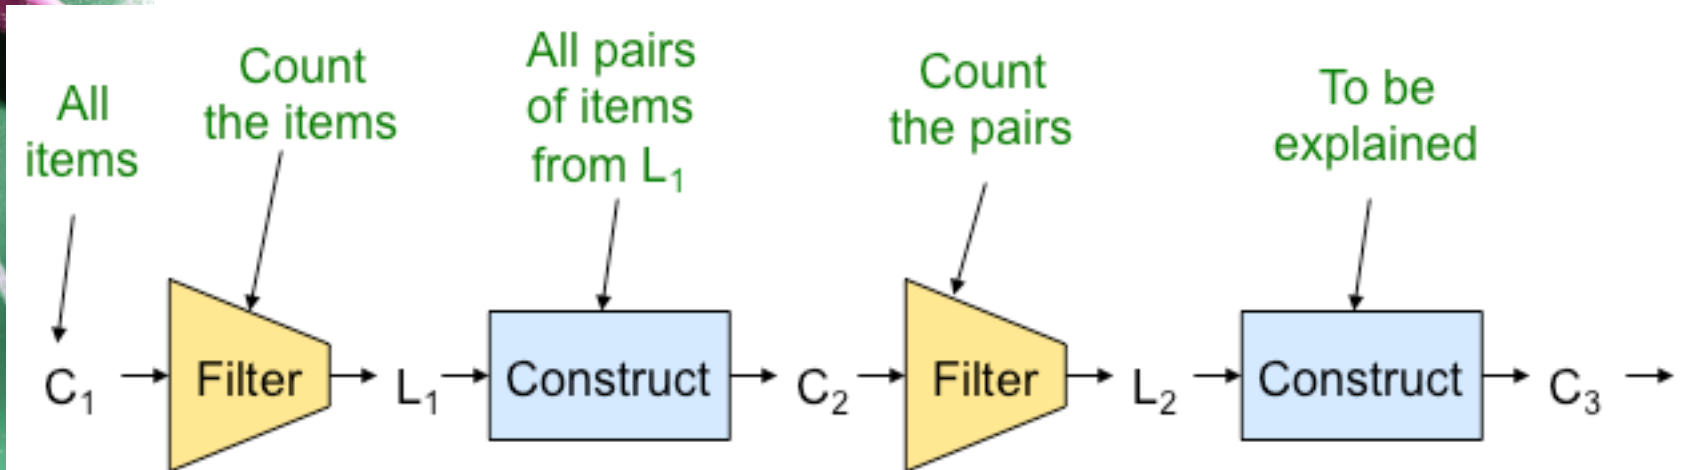 All
items
Count
the items
All pairs
of items
from L₁
Count
the pairs
To be
explained
C₁
Filter
L₁
Construct
C₂
Filter
L₂
Construct
C₃